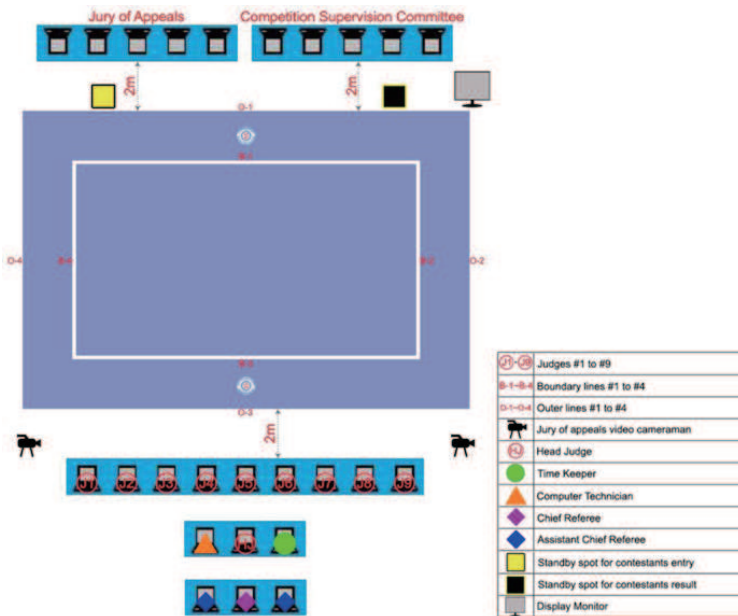 Jury of Appeals
Competition Supervision Committee
2m
2m
O-1
B-1
O-4
B-4
B-2
O-2
B-3
O-3
2m
J1 J2 J3 J4 J5 J6 J7 J8 J9
HJ
J1-J9 Judges #1 to #9
B-1~B-4 Boundary lines #1 to #4
O-1~O-4 Outer lines #1 to #4
Jury of appeals video cameraman
HJ Head Judge
Time Keeper
Computer Technician
Chief Referee
Assistant Chief Referee
Standby spot for contestants entry
Standby spot for contestants result
Display Monitor